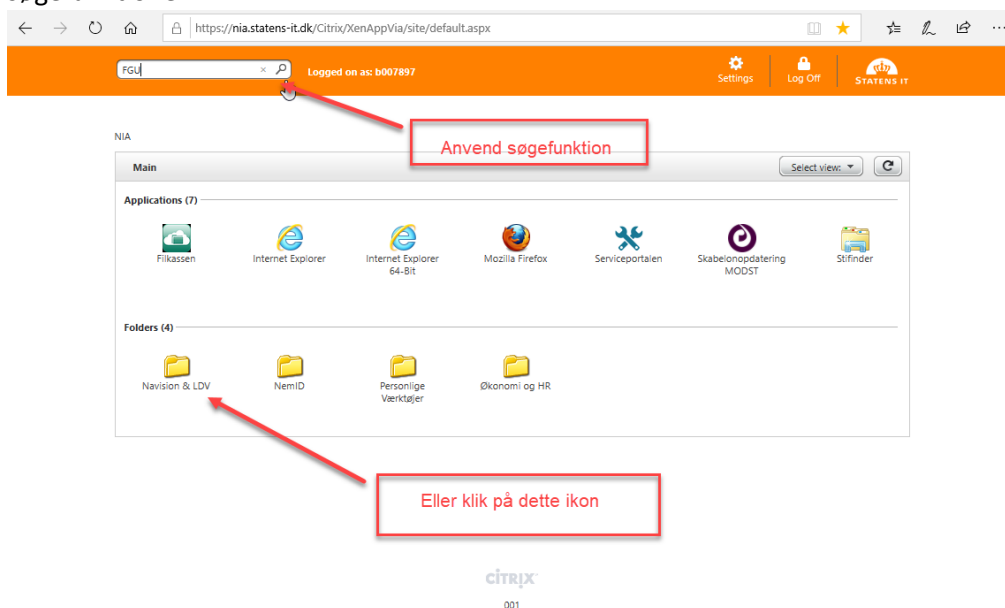 https://nia.statens-it.dk/Citrix/XenAppVia/site/default.aspx
FGU
Logged on as: b007897
Settings
Log Off
STATENS IT
Anvend søgefunktion
NIA
Main
Select view:
Applications (7)
Filkassen
Internet Explorer
Internet Explorer
64-Bit
Mozilla Firefox
Serviceportalen
Skabelonopdatering
MODST
Stifinder
Folders (4)
Navision & LDV
NemID
Personlige
Værktøjer
Økonomi og HR
Eller klik på dette ikon
CITRIX
001